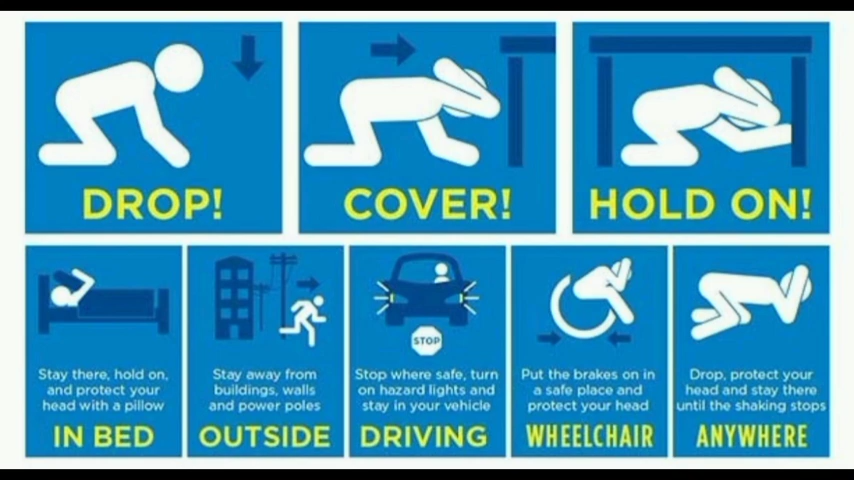 DROP!
COVER!
HOLD ON!
Stay there, hold on,
and protect your
head with a pillow
IN BED
Stay away from
buildings, walls
and power poles
OUTSIDE
STOP
Stop where safe, turn
on hazard lights and
stay in your vehicle
DRIVING
Put the brakes on in
a safe place and
protect your head
WHEELCHAIR
Drop, protect your
head and stay there
until the shaking stops
ANYWHERE